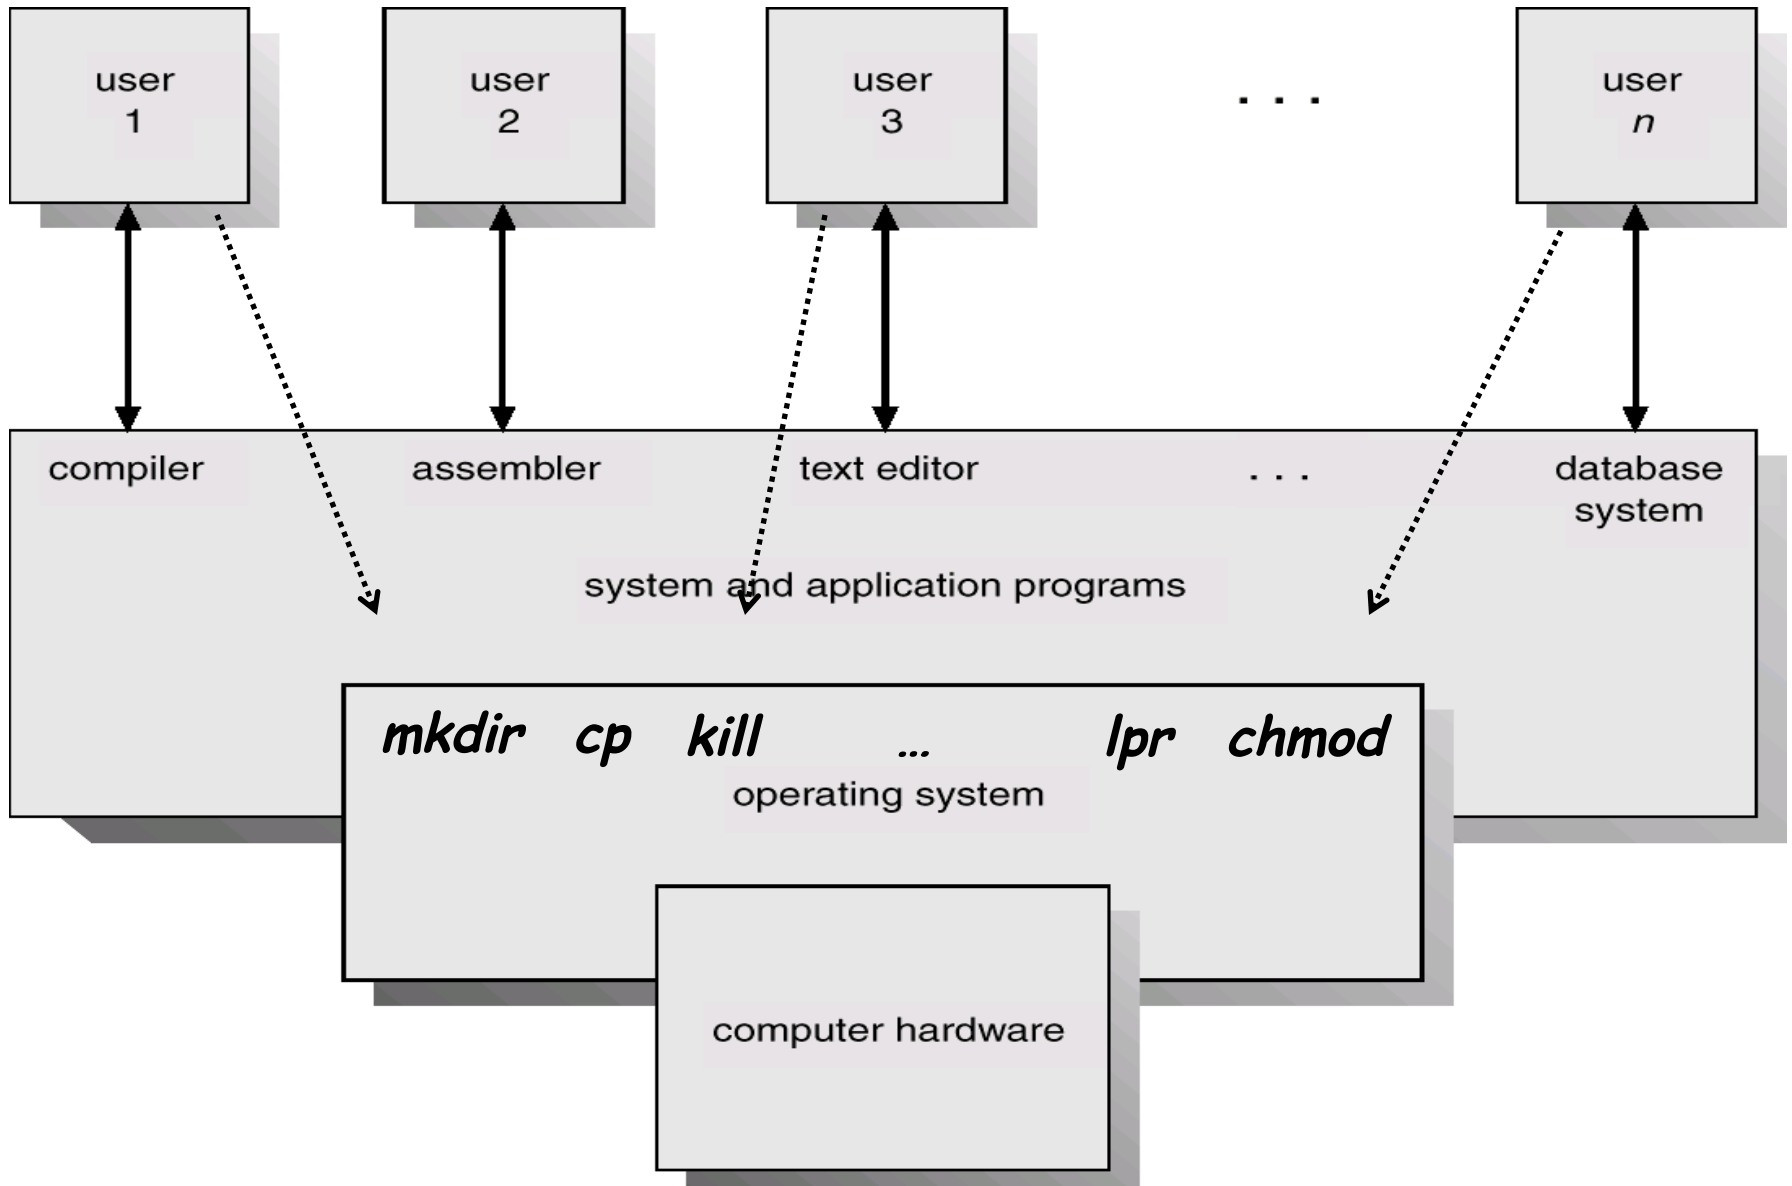 user
1
user
2
user
3
. . .
user
n
compiler
assembler
text editor
. . .
database
system
system and application programs
mkdir cp kill ... lpr chmod
operating system
computer hardware